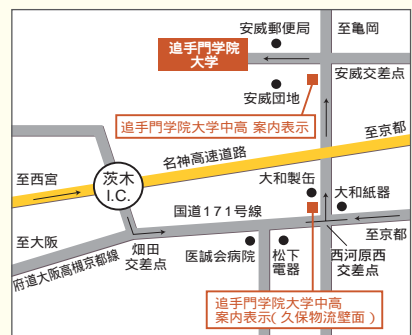 安威郵便局
至亀岡
追手門学院
大学
安威交差点
安威団地
追手門学院大学中高 案内表示
至京都
名神高速道路
至西宮
茨木
I.C.
大和製缶
大和紙器
国道171号線
至大阪
府道大阪高槻京都線
畑田
交差点
医誠会病院
松下
電器
西河原西
交差点
至京都
追手門学院大学中高
案内表示(久保物流壁面)